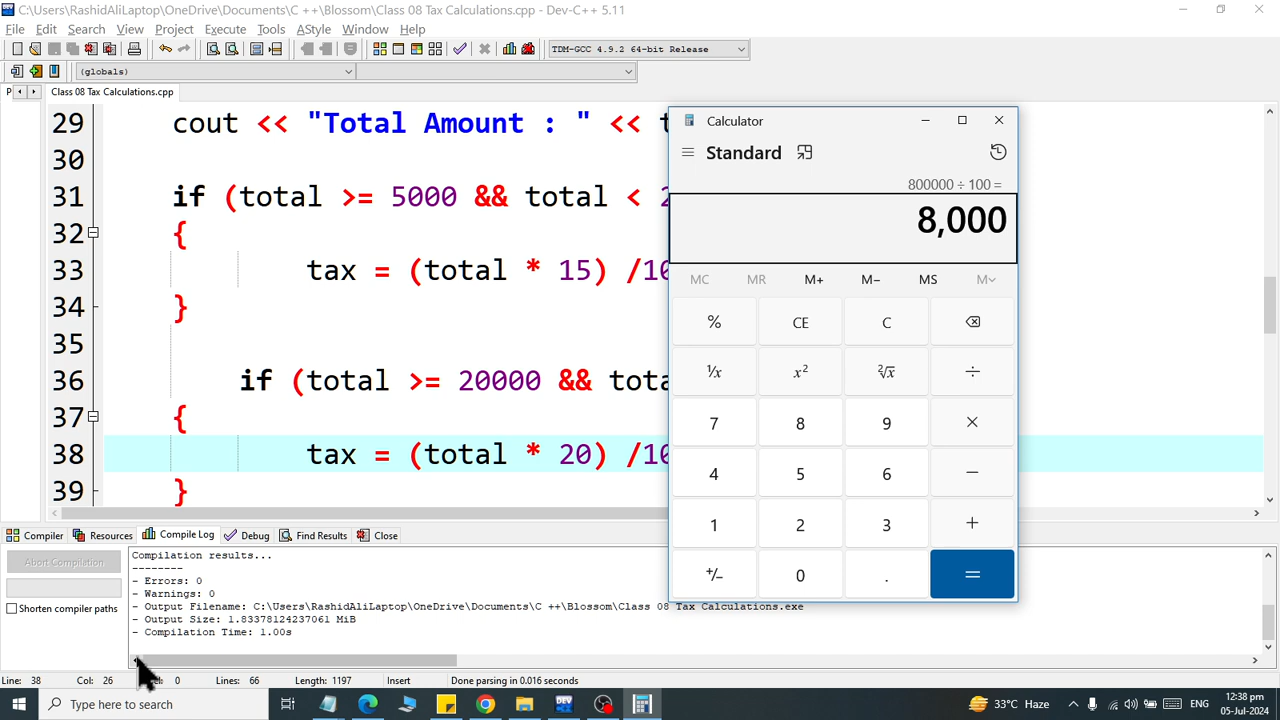 C:\Users\RashidAliLaptop\OneDrive\Documents\C ++\Blossom\Class 08 Tax Calculations.cpp - Dev-C++ 5.11
File Edit Search View Project Execute Tools AStyle Window Help
TDM-GCC 4.9.2 64-bit Release
(globals)
P Class 08 Tax Calculations.cpp
29 cout << "Total Amount : " << t
30
31 if (total >= 5000 && total < 2
32 {
33 tax = (total * 15) /10
34 }
35
36 if (total >= 20000 && tota
37 {
38 tax = (total * 20) /10
39 }
Calculator
Standard
800000 ÷ 100 =
8,000
MC MR M+ M− MS M
% CE C
¹/x x² ²√x ÷
7 8 9 ×
4 5 6 −
1 2 3 +
+/− 0 . =
Compiler Resources Compile Log Debug Find Results Close
Abort Compilation
Shorten compiler paths
Compilation results...
--------
- Errors: 0
- Warnings: 0
- Output Filename: C:\Users\RashidAliLaptop\OneDrive\Documents\C ++\Blossom\Class 08 Tax Calculations.exe
- Output Size: 1.83378124237061 MiB
- Compilation Time: 1.00s
Line: 38 Col: 26 0 Lines: 66 Length: 1197 Insert Done parsing in 0.016 seconds
Type here to search
33°C Haze
ENG
12:38 pm
05-Jul-2024